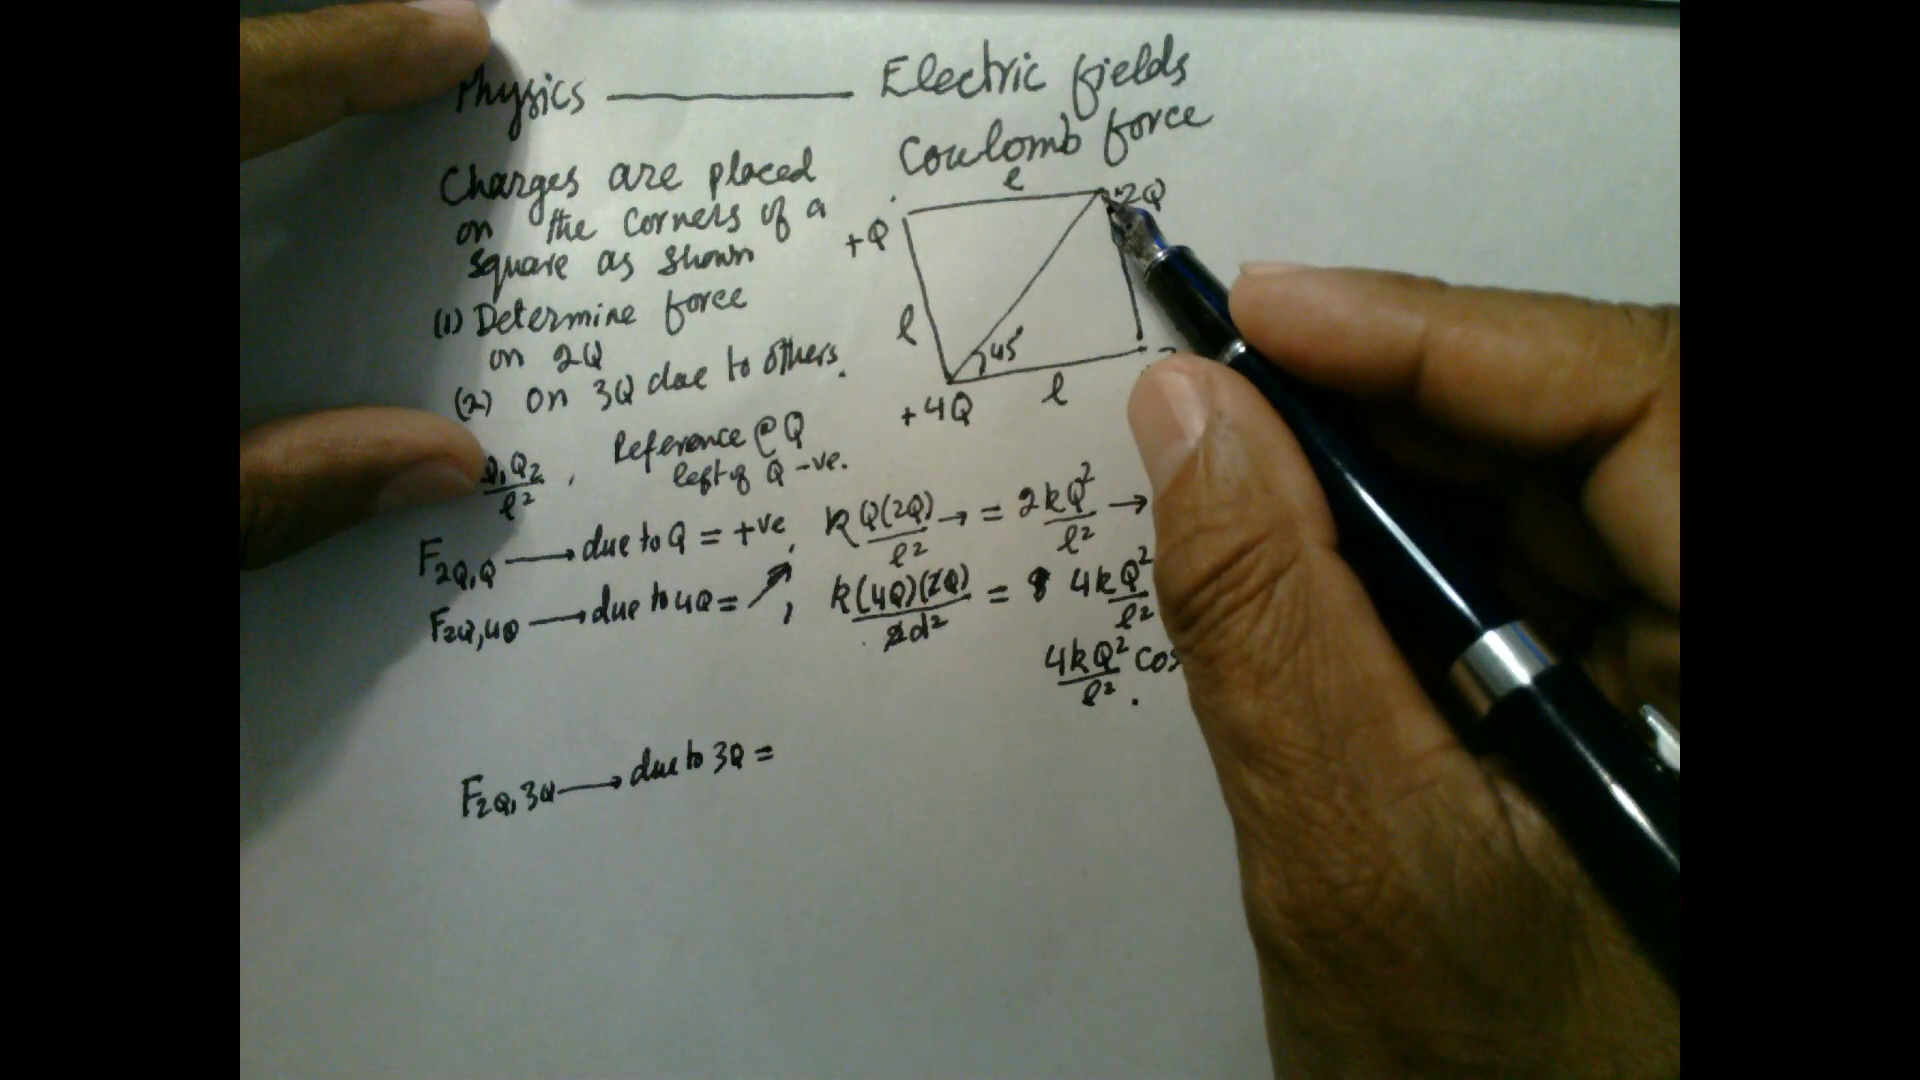 Physics ——— Electric fields
Coulomb force
Charges are placed
on the corners of a
square as shown
(1) Determine force
on 2Q
(2) on 3Q due to others.
l
2Q
+Q
l
45°
+4Q
l
Q₁Q₂/l², Reference @ Q
left of Q -ve.
F2Q,Q → due to Q = +ve, kQ(2Q)/l² → = 2kQ²/l² →
F2Q,4Q → due to 4Q = ↗, k(4Q)(2Q)/2d² = 4kQ²/l²
4kQ²/l² cos
F2Q,3Q → due to 3Q =